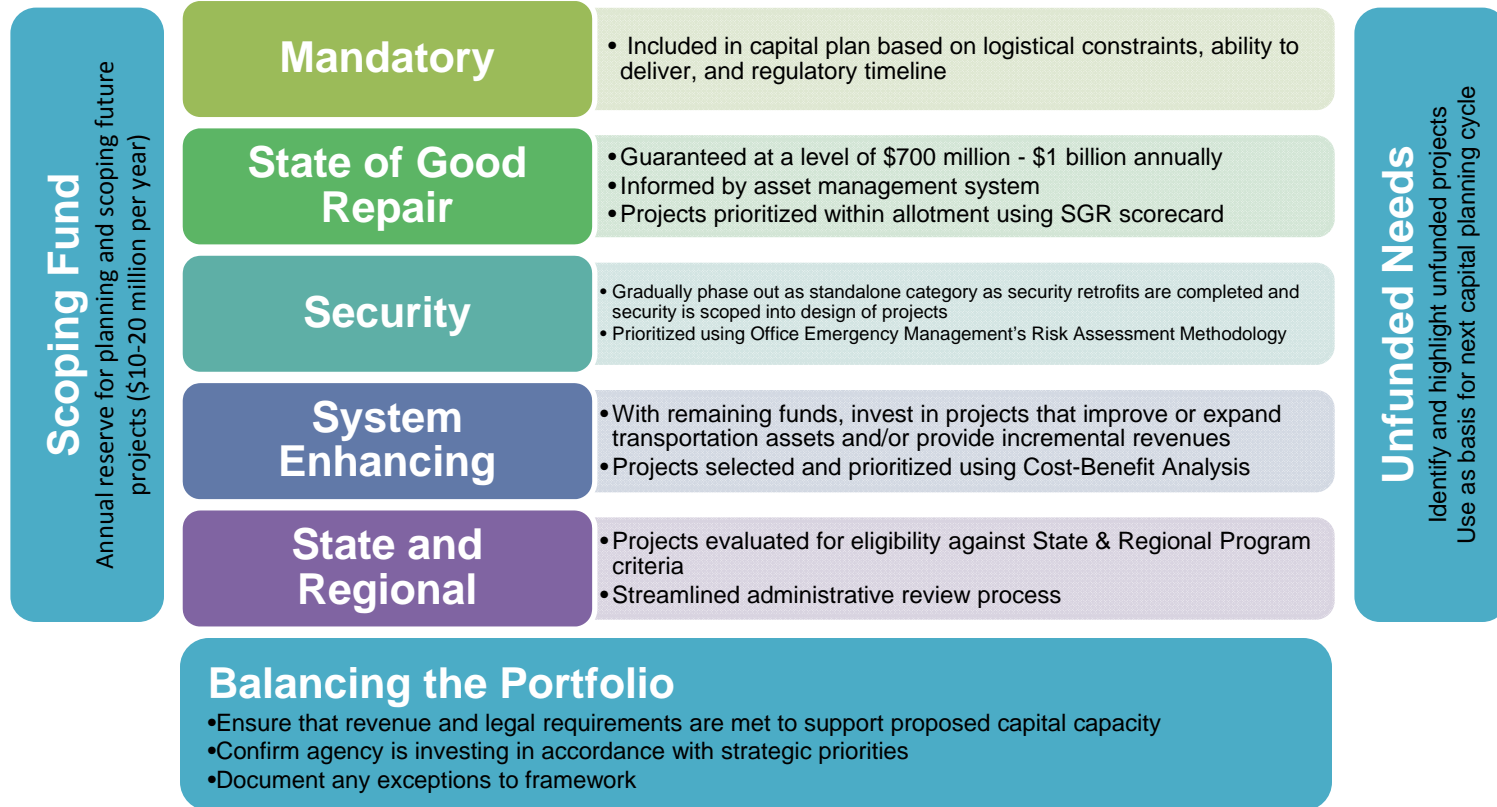 Scoping Fund
Annual reserve for planning and scoping future
projects ($10-20 million per year)
Mandatory
• Included in capital plan based on logistical constraints, ability to
deliver, and regulatory timeline
State of Good
Repair
•Guaranteed at a level of $700 million - $1 billion annually
•Informed by asset management system
•Projects prioritized within allotment using SGR scorecard
Security
• Gradually phase out as standalone category as security retrofits are completed and
security is scoped into design of projects
• Prioritized using Office Emergency Management's Risk Assessment Methodology
System
Enhancing
•With remaining funds, invest in projects that improve or expand
transportation assets and/or provide incremental revenues
•Projects selected and prioritized using Cost-Benefit Analysis
State and
Regional
•Projects evaluated for eligibility against State & Regional Program
criteria
•Streamlined administrative review process
Unfunded Needs
Identify and highlight unfunded projects
Use as basis for next capital planning cycle
Balancing the Portfolio
•Ensure that revenue and legal requirements are met to support proposed capital capacity
•Confirm agency is investing in accordance with strategic priorities
•Document any exceptions to framework